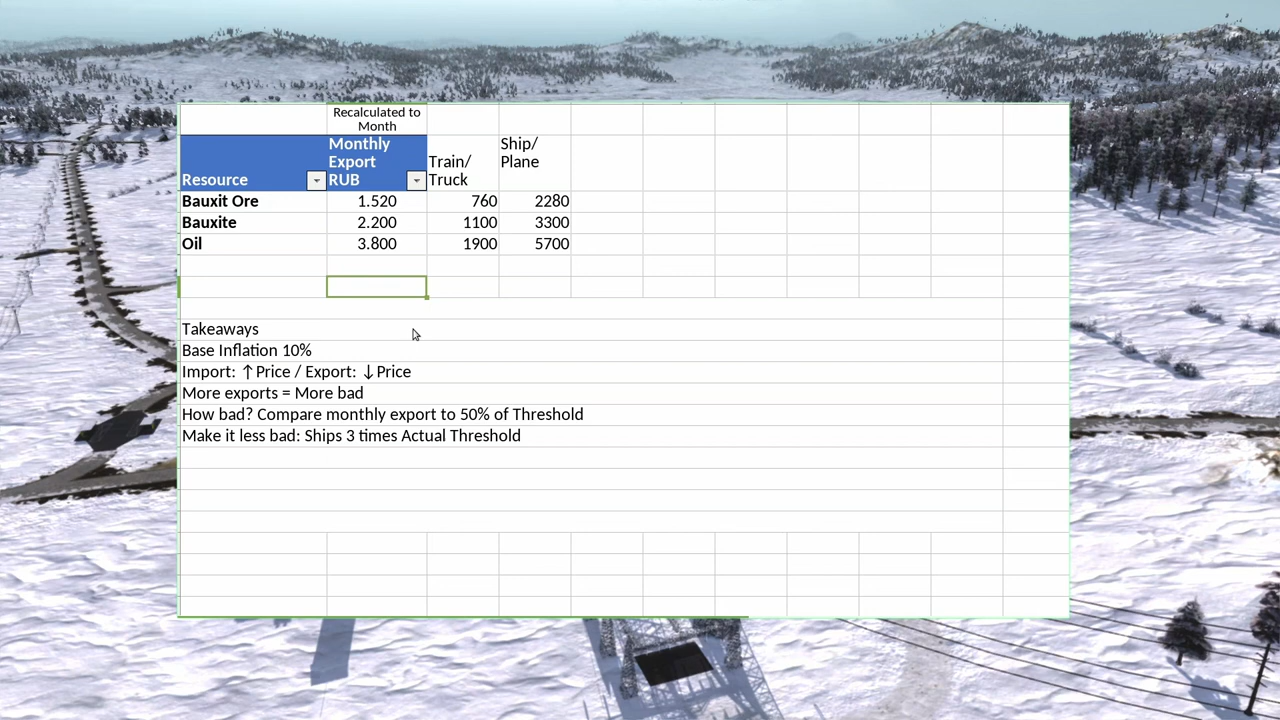 Recalculated to
Month
Resource Monthly Export RUB Train/ Truck Ship/ Plane
Bauxit Ore 1.520 760 2280
Bauxite 2.200 1100 3300
Oil 3.800 1900 5700
Takeaways
Base Inflation 10%
Import: ↑Price / Export: ↓Price
More exports = More bad
How bad? Compare monthly export to 50% of Threshold
Make it less bad: Ships 3 times Actual Threshold